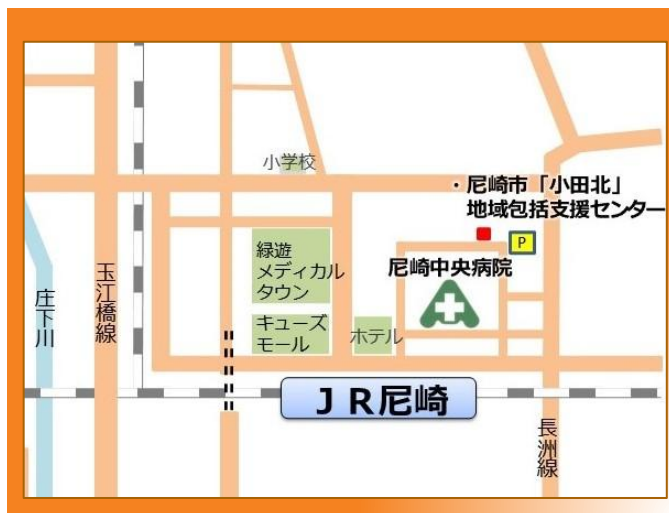 小学校
・尼崎市「小田北」
地域包括支援センター
P
緑遊
メディカル
タウン
尼崎中央病院
玉江橋線
庄下川
キューズ
モール
ホテル
ＪＲ尼崎
長洲線